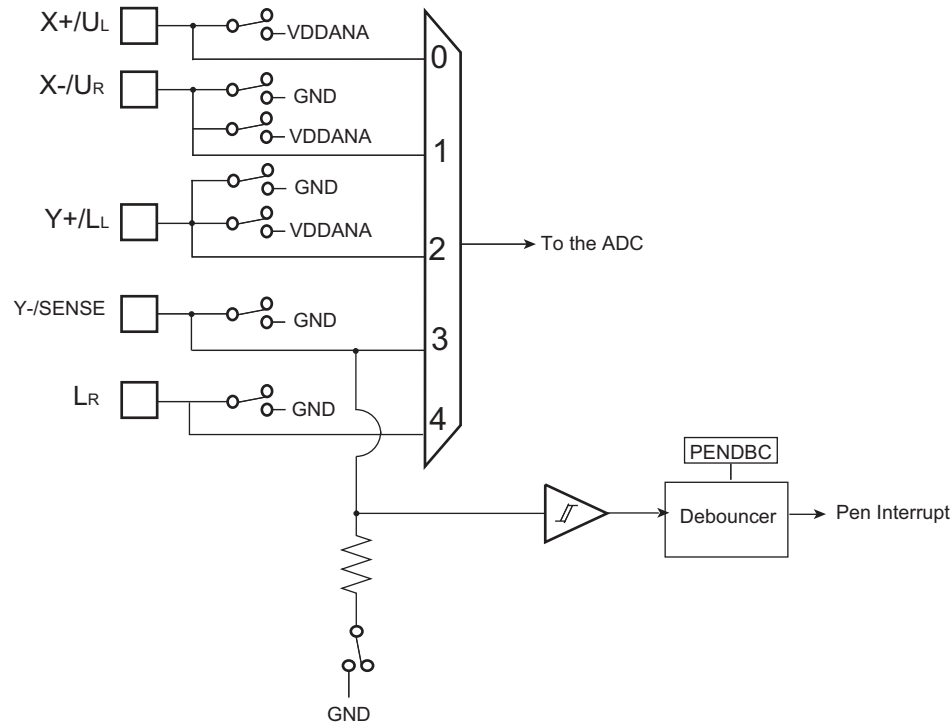 X+/UL
VDDANA
0
X-/UR
GND
VDDANA
1
GND
Y+/LL
VDDANA
2
To the ADC
Y-/SENSE
GND
3
LR
GND
4
PENDBC
Debouncer
Pen Interrupt
GND